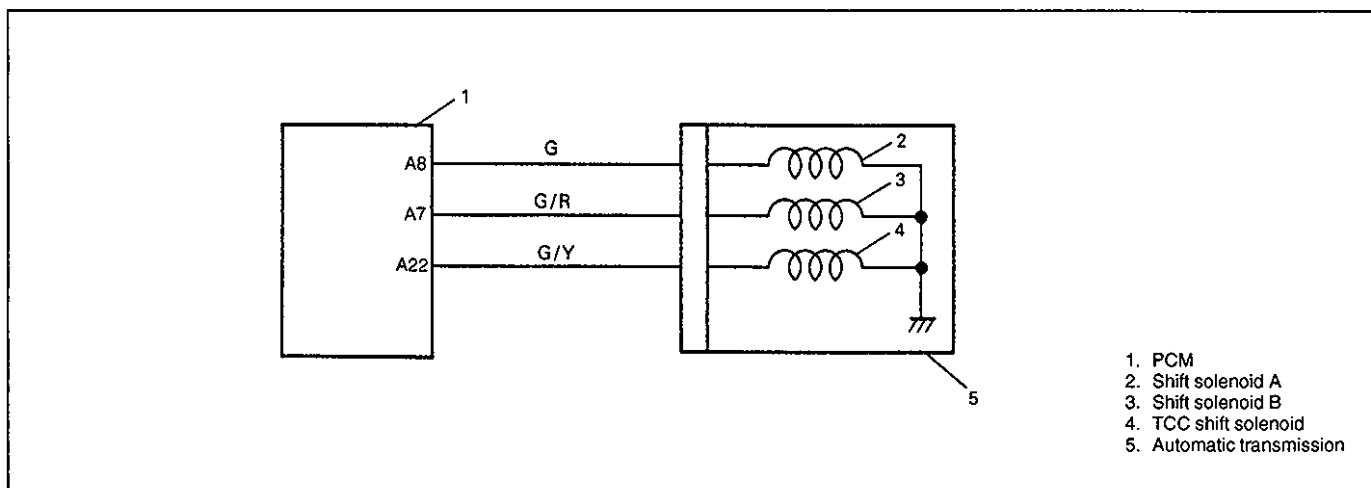 1
A8 G 2
A7 G/R 3
A22 G/Y 4
5
1. PCM
2. Shift solenoid A
3. Shift solenoid B
4. TCC shift solenoid
5. Automatic transmission